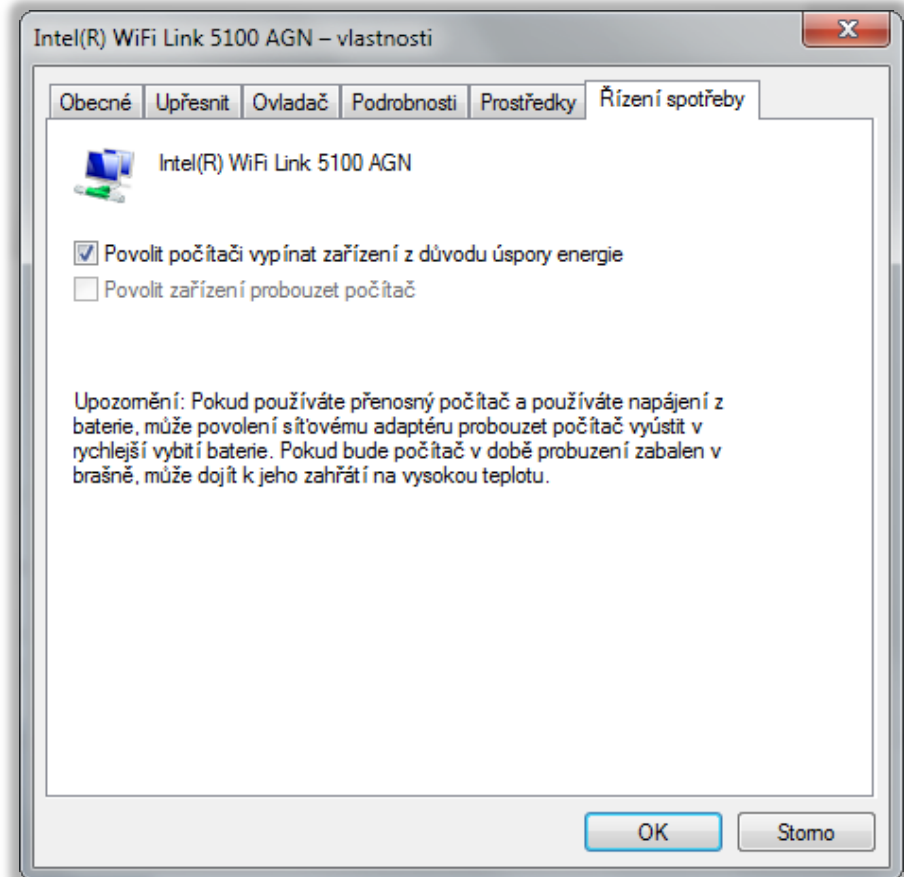 Intel(R) WiFi Link 5100 AGN – vlastnosti
Obecné Upřesnit Ovladač Podrobnosti Prostředky Řízení spotřeby
Intel(R) WiFi Link 5100 AGN
Povolit počítači vypínat zařízení z důvodu úspory energie
Povolit zařízení probouzet počítač
Upozornění: Pokud používáte přenosný počítač a používáte napájení z
baterie, může povolení síťovému adaptéru probouzet počítač vyústit v
rychlejší vybití baterie. Pokud bude počítač v době probuzení zabalen v
brašně, může dojít k jeho zahřátí na vysokou teplotu.
OK Storno